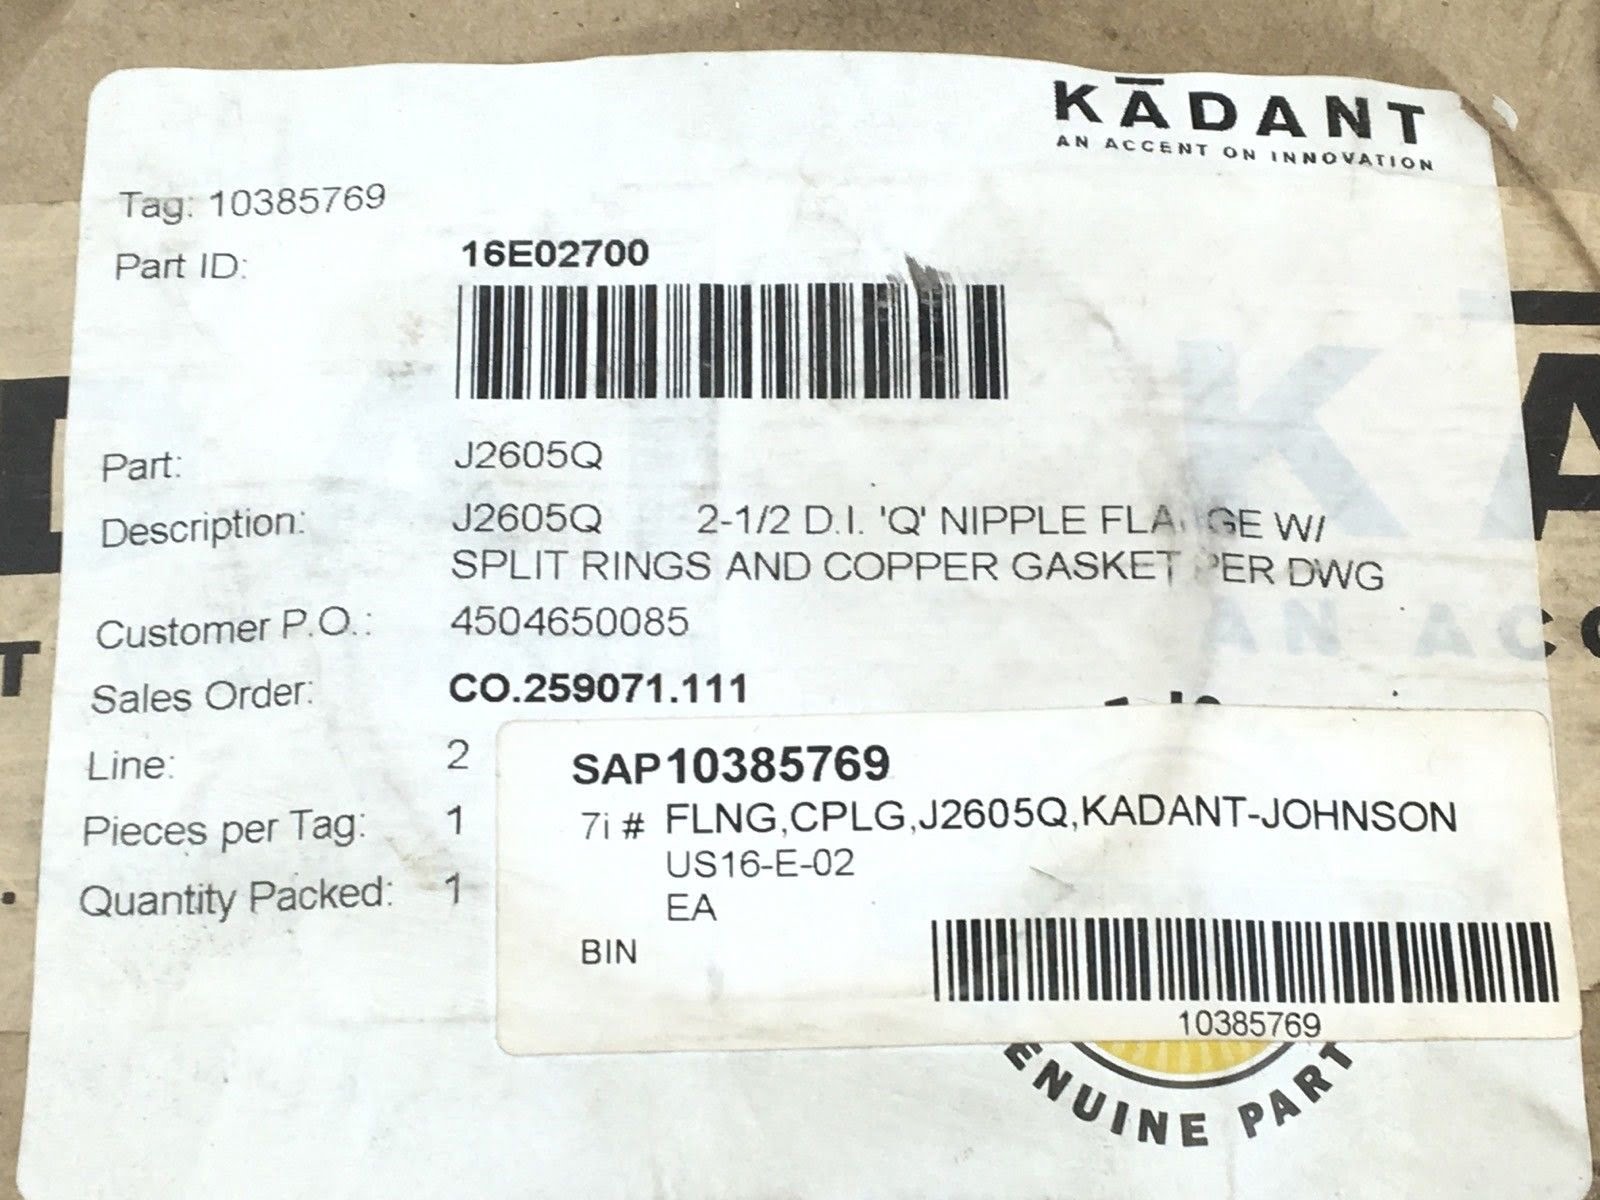 KĀDANT
AN ACCENT ON INNOVATION
Tag: 10385769
Part ID: 16E02700
Part: J2605Q
Description: J2605Q 2-1/2 D.I. 'Q' NIPPLE FLANGE W/
SPLIT RINGS AND COPPER GASKET PER DWG
Customer P.O.: 4504650085
Sales Order: CO.259071.111
Line: 2
Pieces per Tag: 1
Quantity Packed: 1
SAP10385769
7i # FLNG,CPLG,J2605Q,KADANT-JOHNSON
US16-E-02
EA
BIN
10385769
GENUINE PART